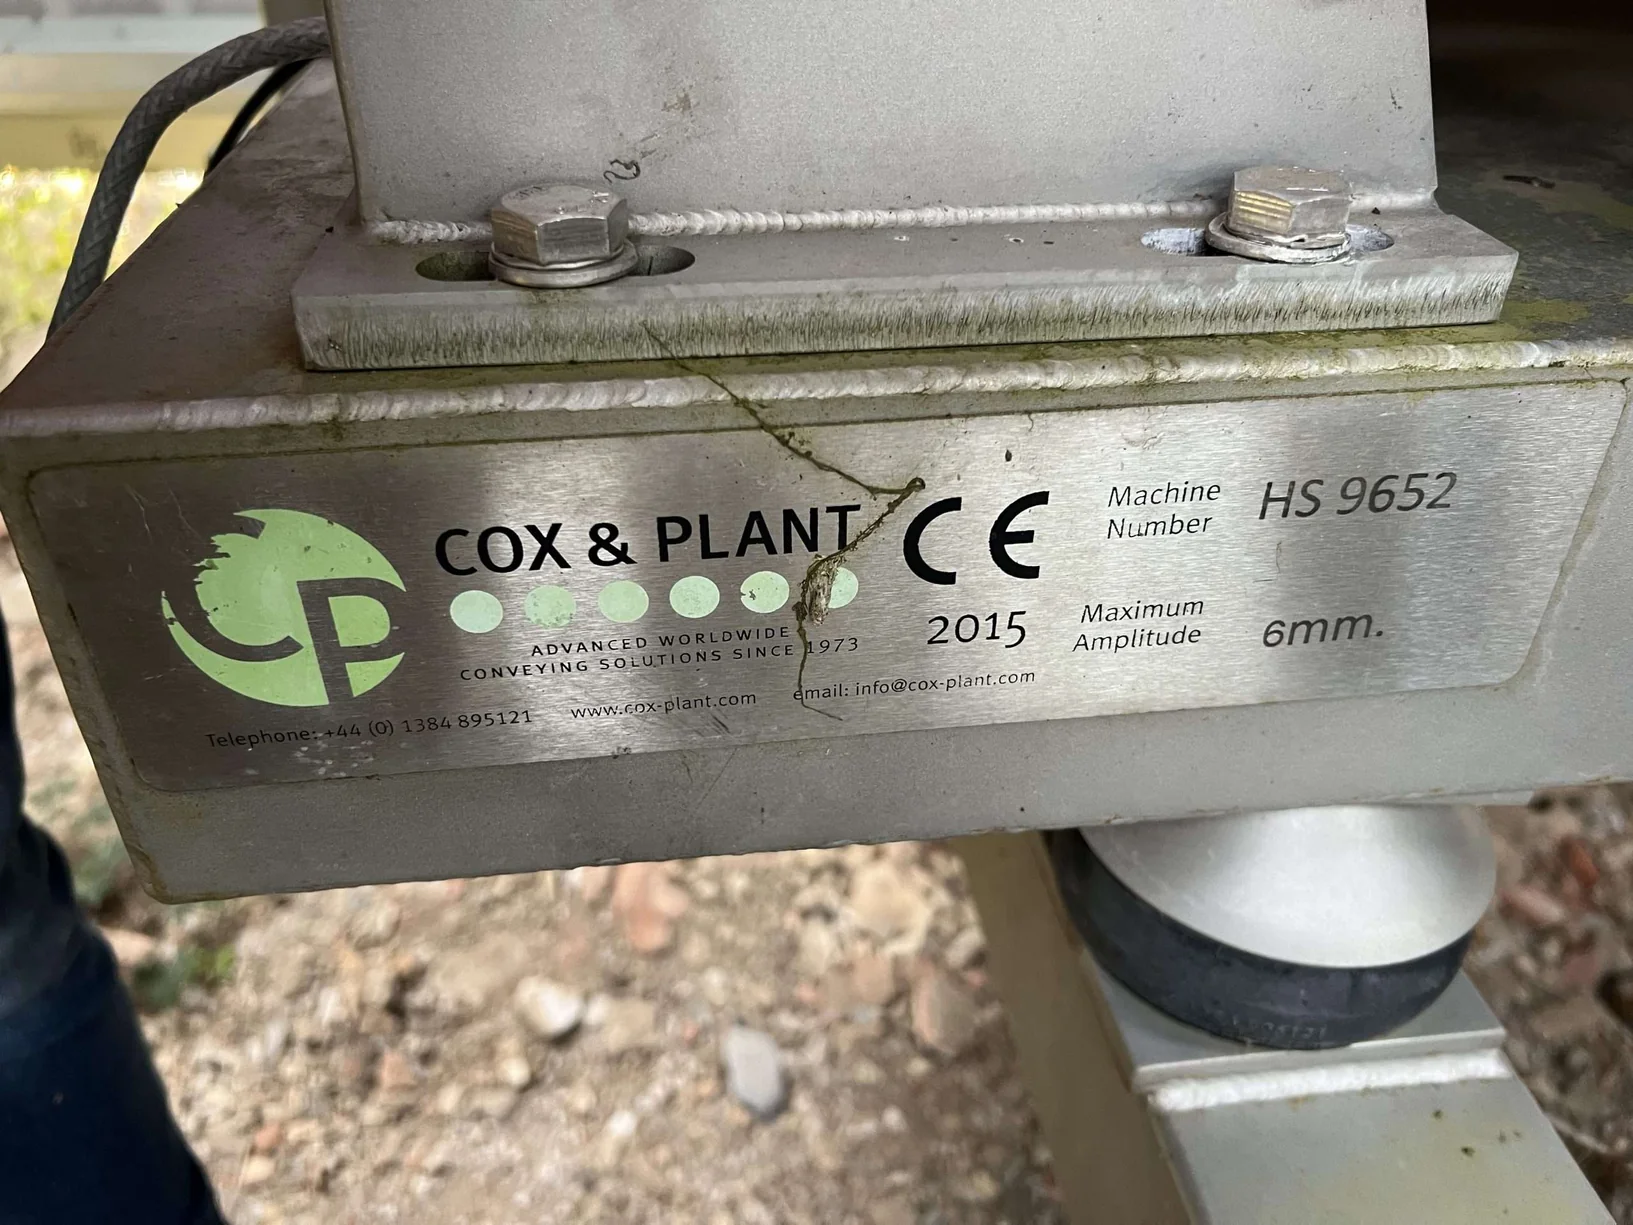 CP
COX & PLANT
ADVANCED WORLDWIDE
CONVEYING SOLUTIONS SINCE 1973
Telephone: +44 (0) 1384 895121 www.cox-plant.com email: info@cox-plant.com
CE
2015
Machine
Number HS 9652
Maximum
Amplitude 6mm.